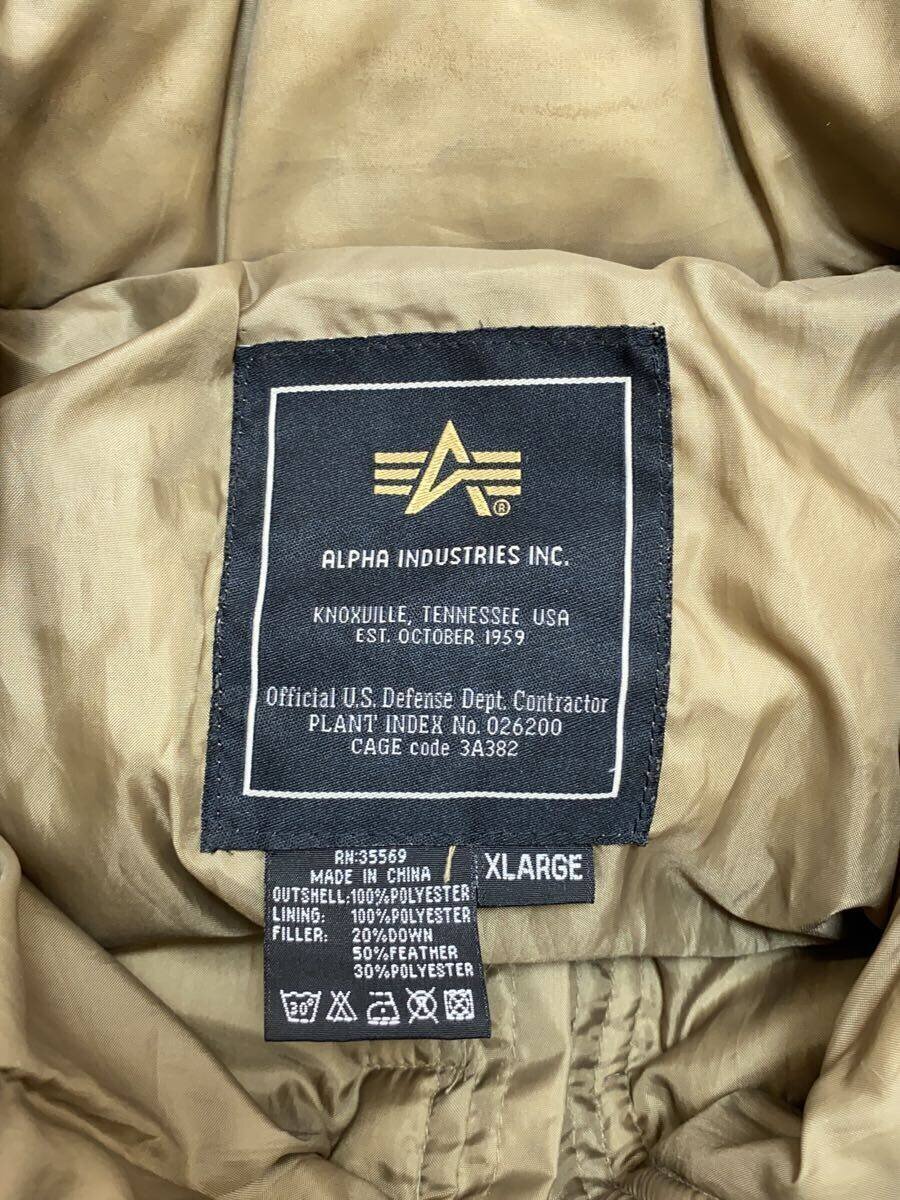 ®
ALPHA INDUSTRIES INC.
KNOXVILLE, TENNESSEE USA
EST. OCTOBER 1959
Official U.S. Defense Dept. Contractor
PLANT INDEX No. 026200
CAGE code 3A382
RN:35569
MADE IN CHINA
OUTSHELL:100%POLYESTER
LINING: 100%POLYESTER
FILLER: 20%DOWN
50%FEATHER
30%POLYESTER
30°
XLARGE